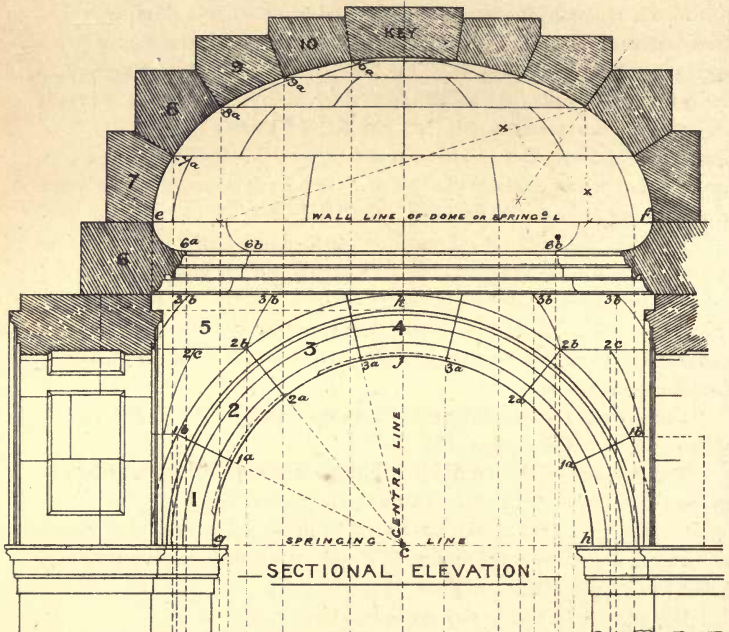 10
KEY
9
6a
9a
8
8a
7a
7
e
WALL LINE OF DOME OR SPRINGG L
f
6a
6b
6b
6
3b
3b
k
3b
3b
5
4
2c
2b
3
2b
2c
3a
j
3a
2
2a
2a
1b
1b
1a
1a
CENTRE LINE
1
g
SPRINGING LINE
h
C
SECTIONAL ELEVATION